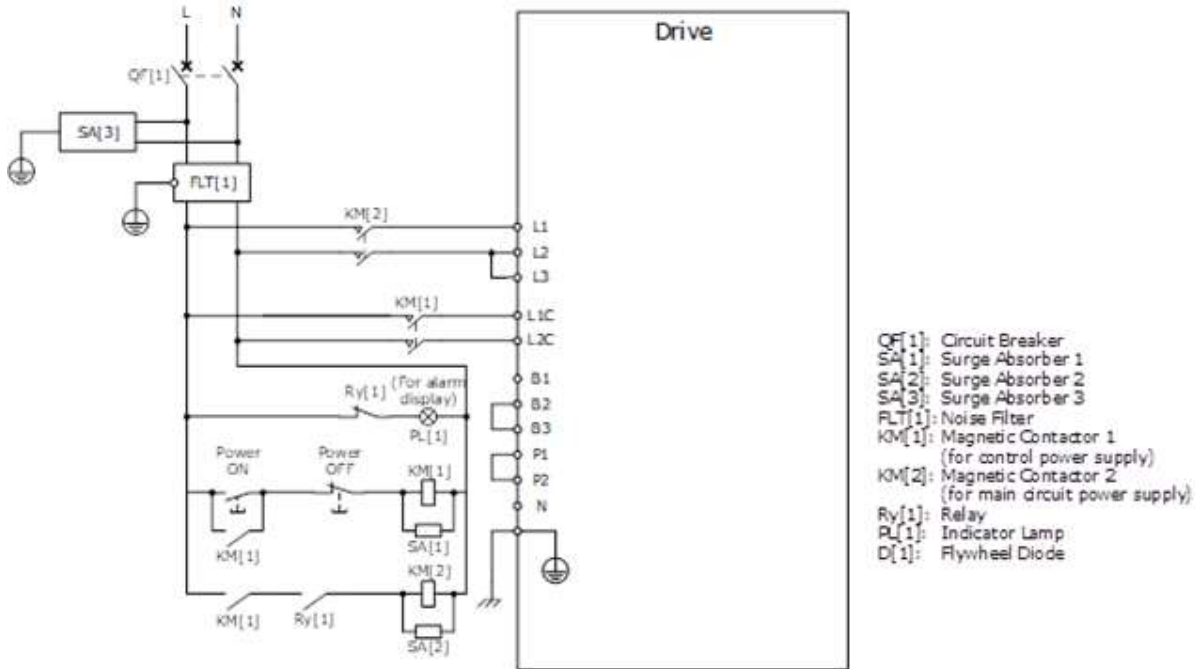 L N
Drive
QF[1]
SA[3]
FLT[1]
KM[2]
L1
L2
L3
KM[1]
L1C
L2C
B1
Ry[1]
(For alarm
display)
B2
PL[1]
B3
Power
ON
Power
OFF
P1
KM[1]
P2
N
KM[1]
SA[1]
KM[2]
KM[1]
Ry[1]
SA[2]
QF[1]: Circuit Breaker
SA[1]: Surge Absorber 1
SA[2]: Surge Absorber 2
SA[3]: Surge Absorber 3
FLT[1]: Noise Filter
KM[1]: Magnetic Contactor 1
(for control power supply)
KM[2]: Magnetic Contactor 2
(for main circuit power supply)
Ry[1]: Relay
PL[1]: Indicator Lamp
D[1]: Flywheel Diode